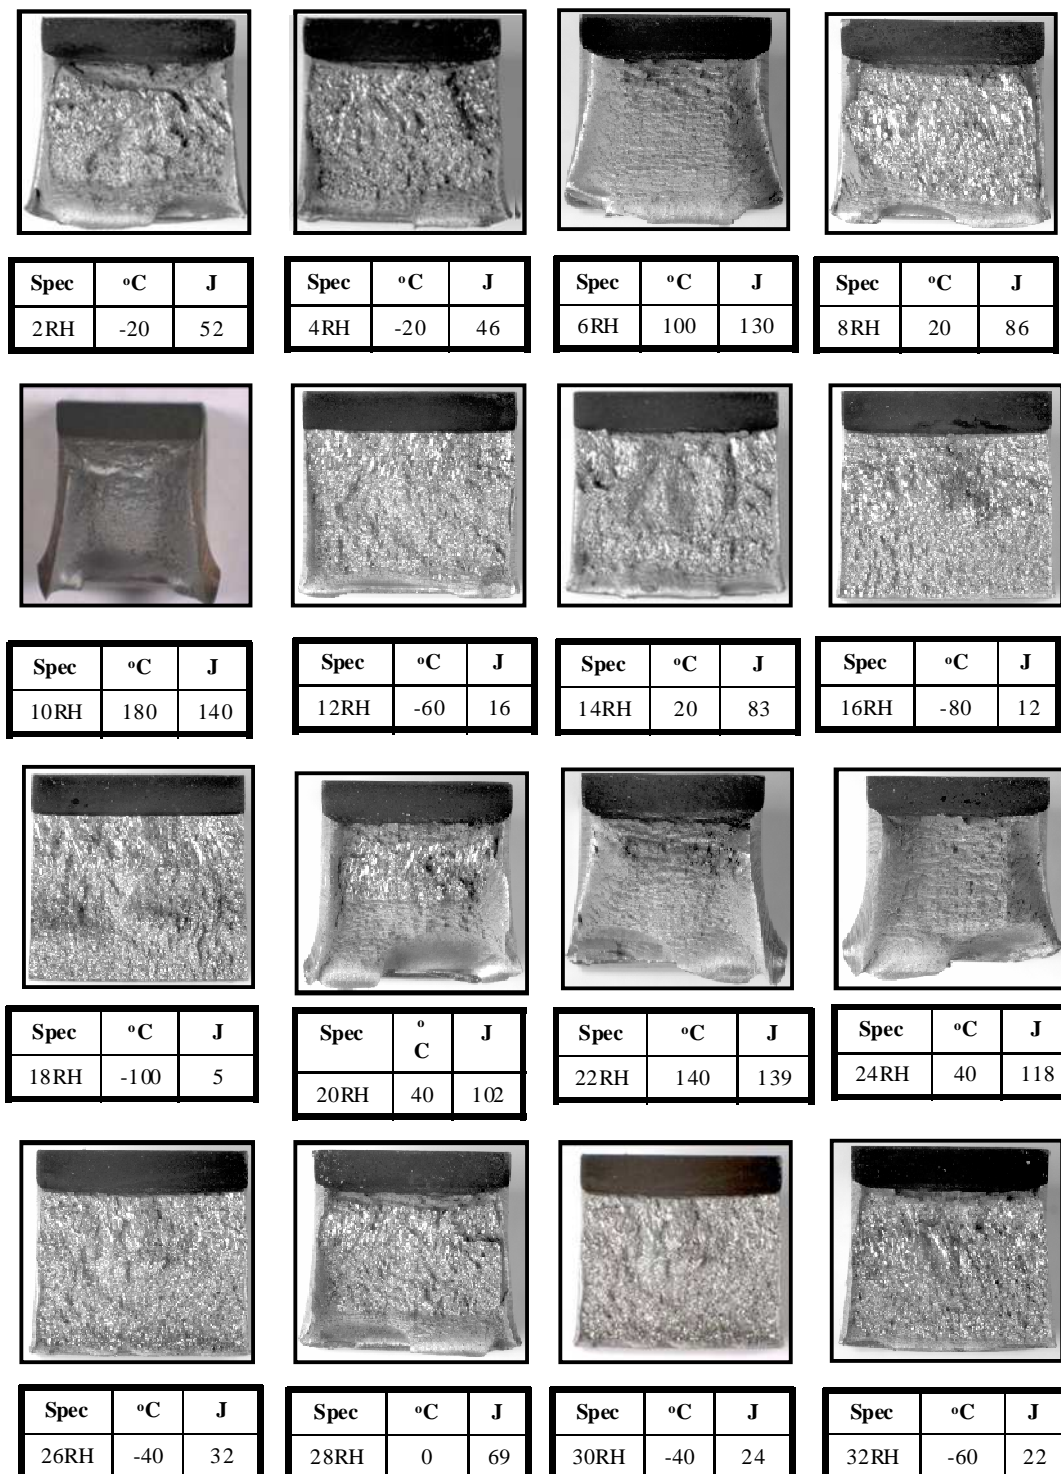 Spec °C J Spec °C J Spec °C J Spec °C J
2RH -20 52 4RH -20 46 6RH 100 130 8RH 20 86
Spec °C J Spec °C J Spec °C J Spec °C J
10RH 180 140 12RH -60 16 14RH 20 83 16RH -80 12
Spec °C J Spec °C J Spec °C J Spec °C J
18RH -100 5 20RH 40 102 22RH 140 139 24RH 40 118
Spec °C J Spec °C J Spec °C J Spec °C J
26RH -40 32 28RH 0 69 30RH -40 24 32RH -60 22